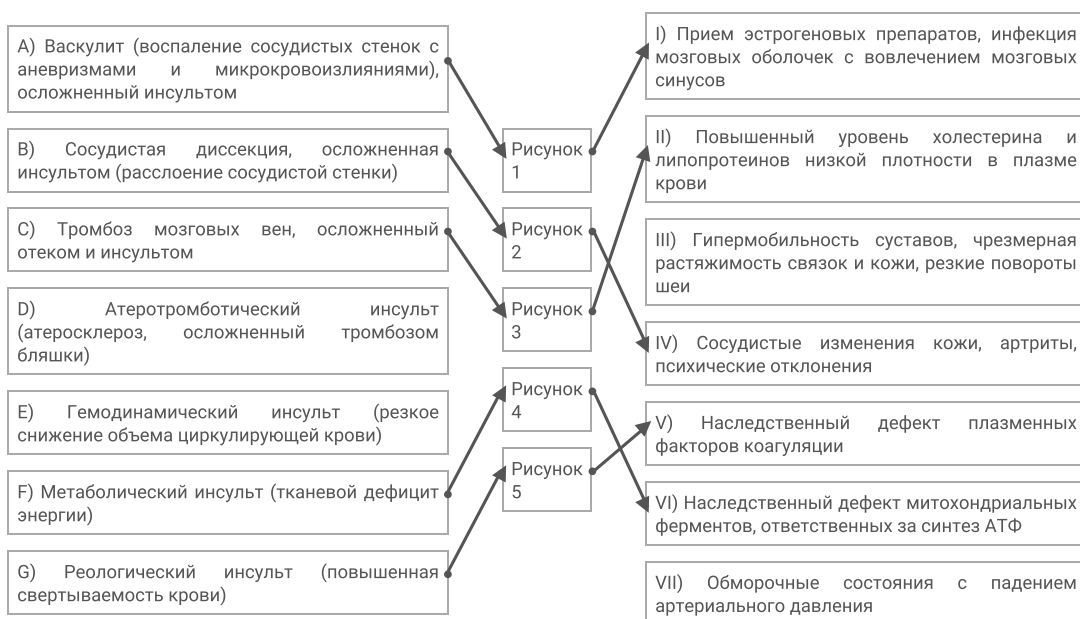 А) Васкулит (воспаление сосудистых стенок с
аневризмами и микрокровоизлияниями),
осложненный инсультом
B) Сосудистая диссекция, осложненная
инсультом (расслоение сосудистой стенки)
C) Тромбоз мозговых вен, осложненный
отеком и инсультом
D) Атеротромботический инсульт
(атеросклероз, осложненный тромбозом
бляшки)
E) Гемодинамический инсульт (резкое
снижение объема циркулирующей крови)
F) Метаболический инсульт (тканевой дефицит
энергии)
G) Реологический инсульт (повышенная
свертываемость крови)
Рисунок
1
Рисунок
2
Рисунок
3
Рисунок
4
Рисунок
5
I) Прием эстрогеновых препаратов, инфекция
мозговых оболочек с вовлечением мозговых
синусов
II) Повышенный уровень холестерина и
липопротеинов низкой плотности в плазме
крови
III) Гипермобильность суставов, чрезмерная
растяжимость связок и кожи, резкие повороты
шеи
IV) Сосудистые изменения кожи, артриты,
психические отклонения
V) Наследственный дефект плазменных
факторов коагуляции
VI) Наследственный дефект митохондриальных
ферментов, ответственных за синтез АТФ
VII) Обморочные состояния с падением
артериального давления